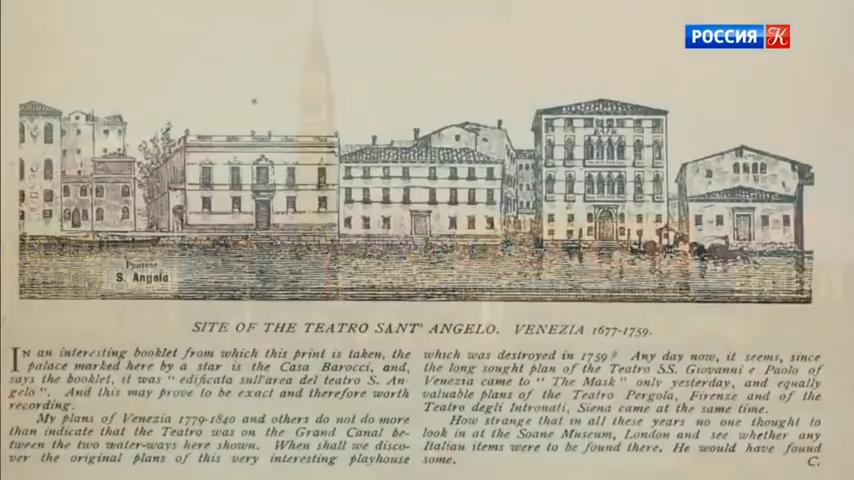 РОССИЯ К
S. Angelo
SITE OF THE TEATRO SANT' ANGELO. VENEZIA 1677-1759.
IN an interesting booklet from which this print is taken, the
palace marked here by a star is the Casa Barocci, and,
says the booklet, it was " edificata sull'area del teatro S. An-
gelo ". And this may prove to be exact and therefore worth
recording.
My plans of Venezia 1779-1840 and others do not do more
than indicate that the Teatro was on the Grand Canal be-
tween the two water-ways here shown. When shall we disco-
ver the original plans of this very interesting playhouse
which was destroyed in 1759? Any day now, it seems, since
the long sought plan of the Teatro SS. Giovanni e Paolo of
Venezia came to " The Mask " only yesterday, and equally
valuable plans of the Teatro Pergola, Firenze and of the
Teatro degli Intronati, Siena came at the same time.
How strange that in all these years no one thought to
look in at the Soane Museum, London and see whether any
Italian items were to be found there. He would have found
some.
C.